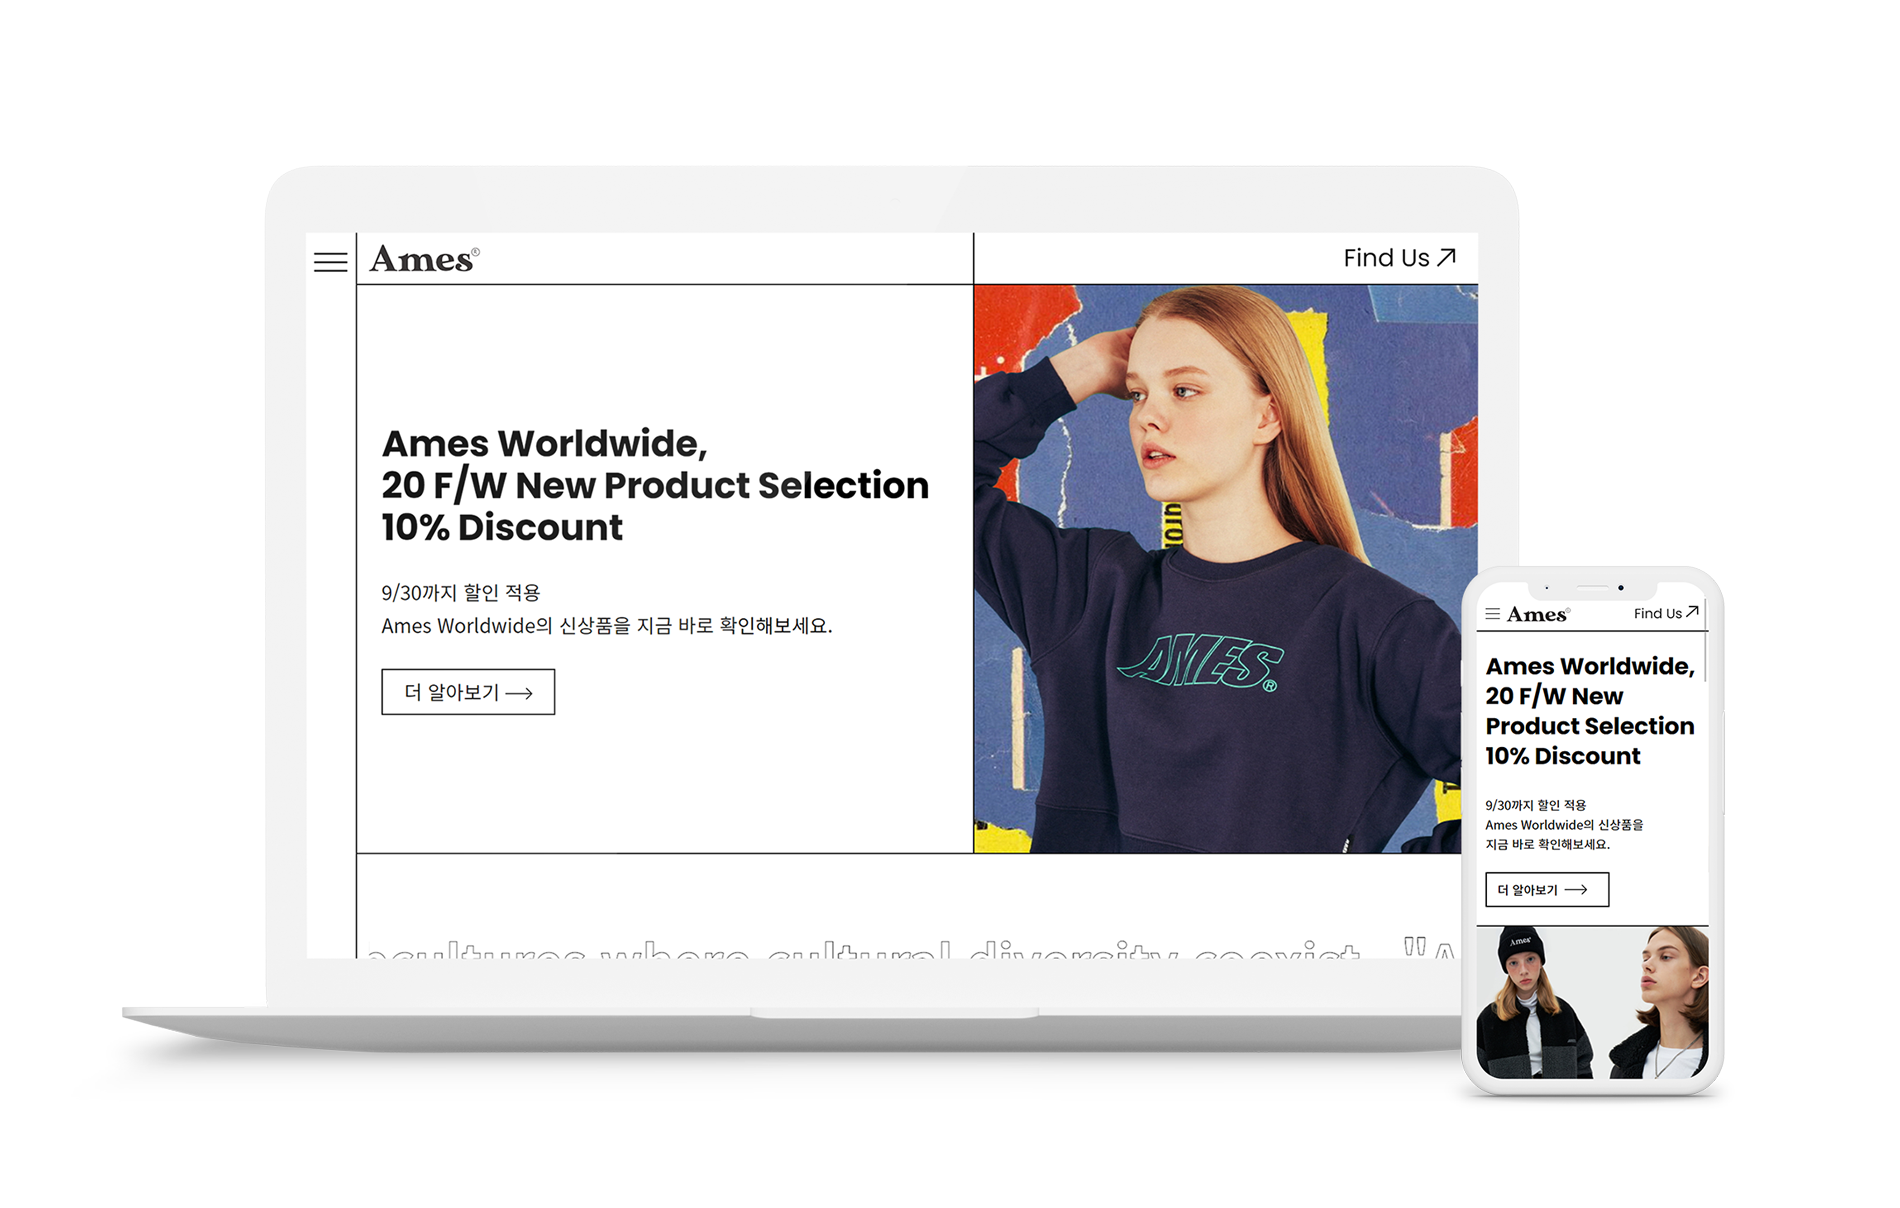 Ames®
Find Us
Ames Worldwide,
20 F/W New Product Selection
10% Discount
9/30까지 할인 적용
Ames Worldwide의 신상품을 지금 바로 확인해보세요.
더 알아보기
AMES®
cultures where cultural diversity coexist "A
Ames®
Find Us
Ames Worldwide,
20 F/W New
Product Selection
10% Discount
9/30까지 할인 적용
Ames Worldwide의 신상품을
지금 바로 확인해보세요.
더 알아보기
Ames®